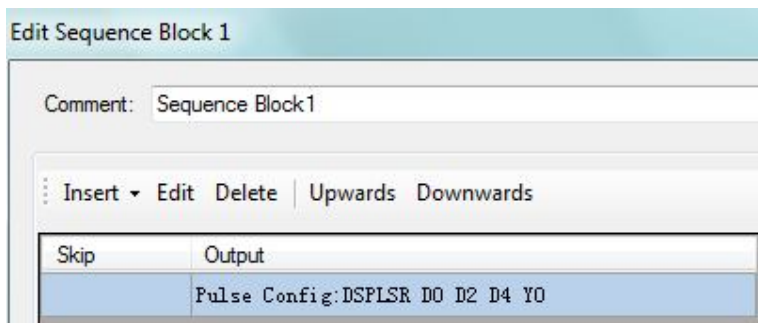 Edit Sequence Block 1
Comment: Sequence Block1
Insert Edit Delete Upwards Downwards
Skip Output
Pulse Config:DSPLSR D0 D2 D4 Y0